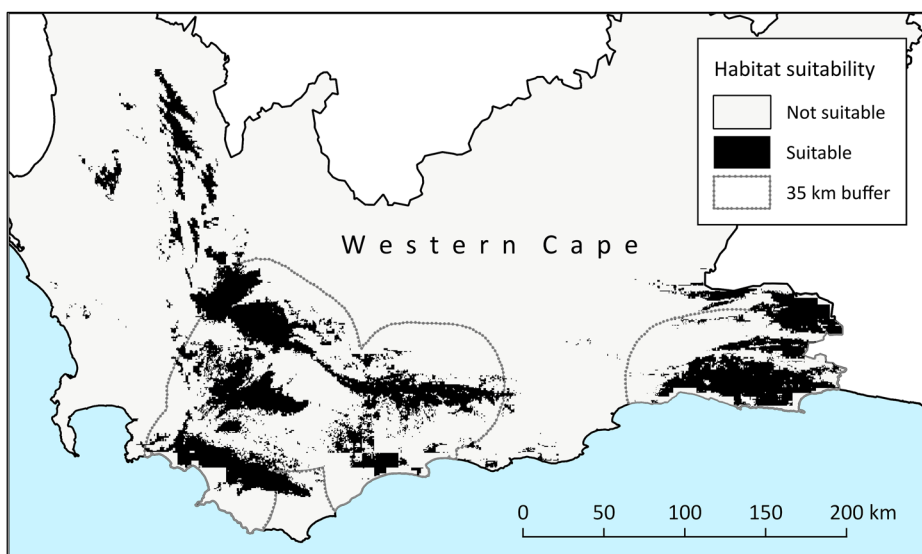 Habitat suitability
Not suitable
Suitable
35 km buffer
Western Cape
0 50 100 150 200 km